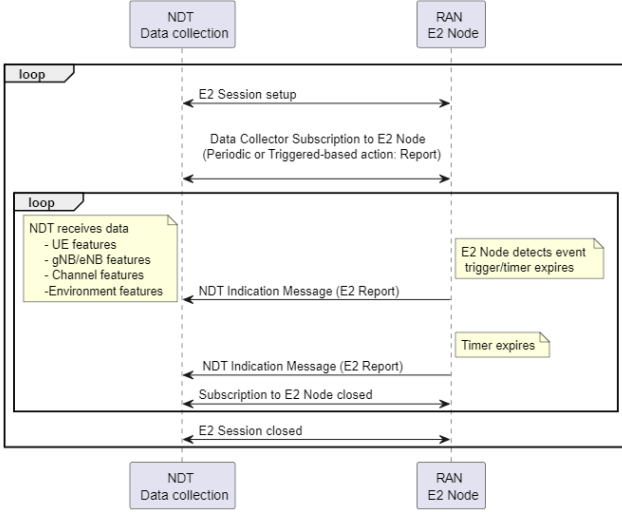 NDT
Data collection
RAN
E2 Node
loop
E2 Session setup
Data Collector Subscription to E2 Node
(Periodic or Triggered-based action: Report)
loop
NDT receives data
- UE features
- gNB/eNB features
- Channel features
-Environment features
E2 Node detects event
trigger/timer expires
NDT Indication Message (E2 Report)
Timer expires
NDT Indication Message (E2 Report)
Subscription to E2 Node closed
E2 Session closed
NDT
Data collection
RAN
E2 Node